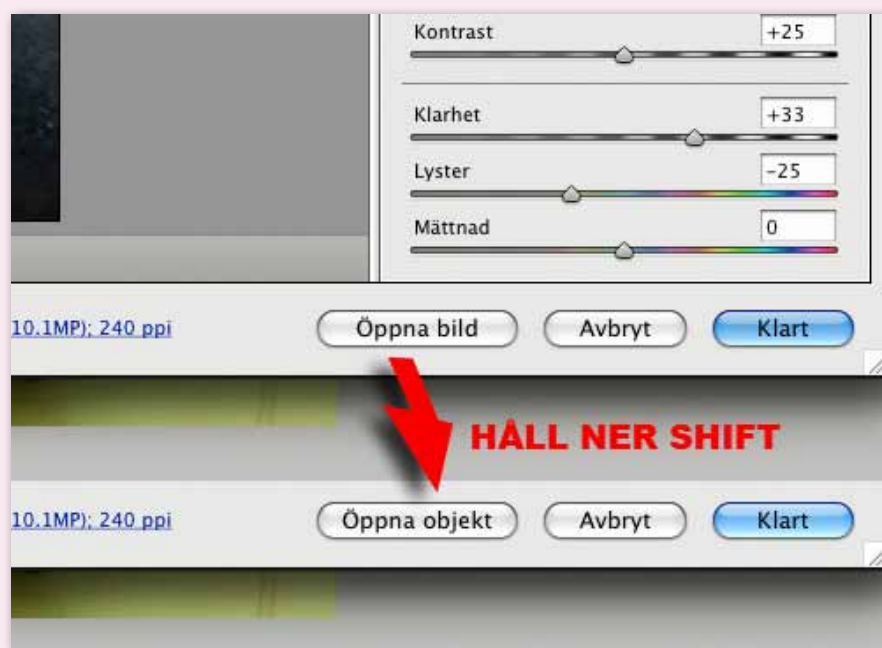 Kontrast +25
Klarhet +33
Lyster -25
Mättnad 0
10.1MP); 240 ppi Öppna bild Avbryt Klart
HÅLL NER SHIFT
10.1MP); 240 ppi Öppna objekt Avbryt Klart